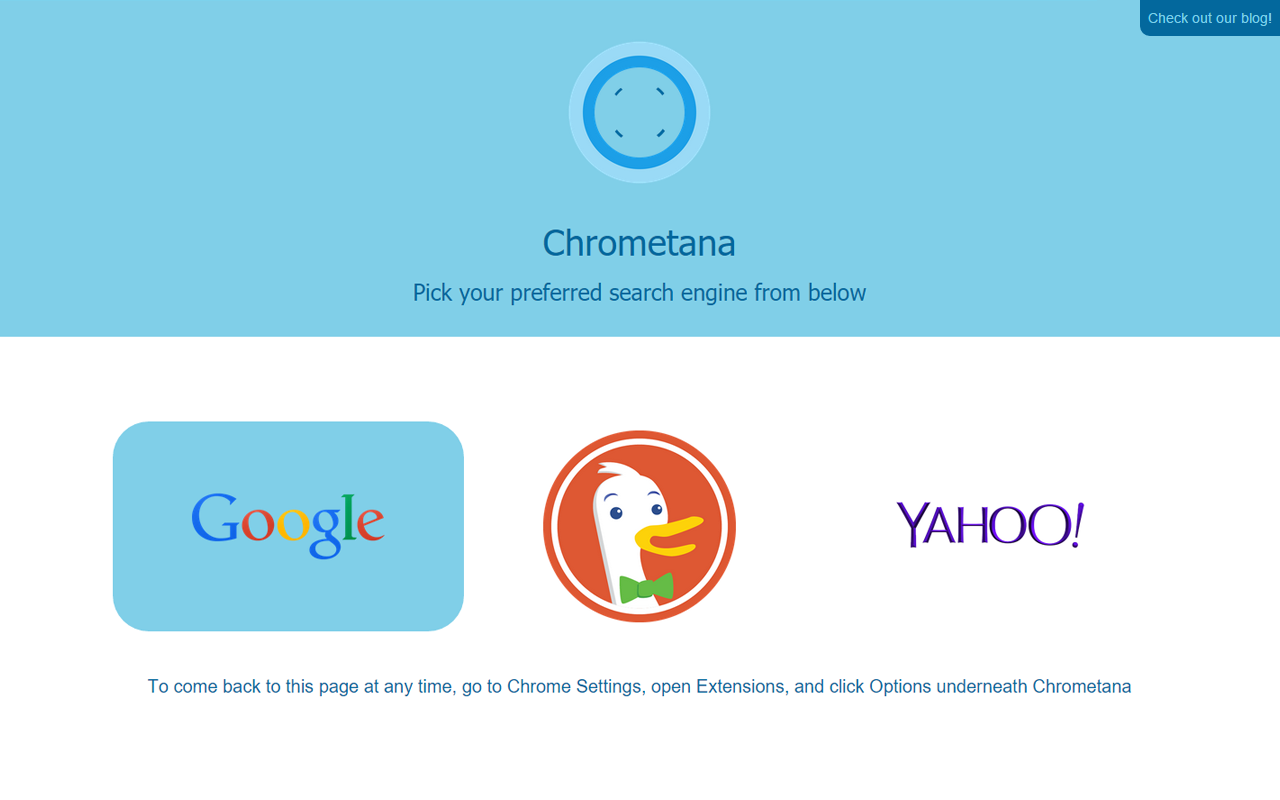 Check out our blog!
Chrometana
Pick your preferred search engine from below
Google
YAHOO!
To come back to this page at any time, go to Chrome Settings, open Extensions, and click Options underneath Chrometana